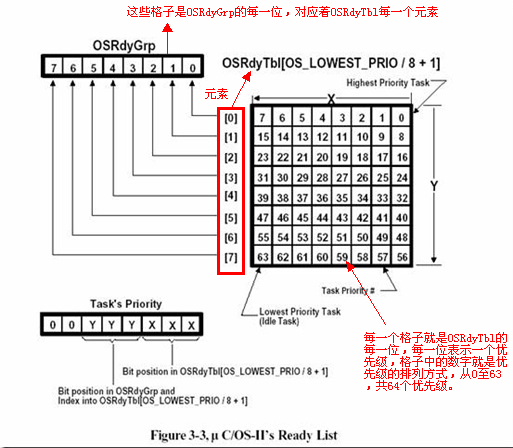 这些格子是OSRdyGrp的每一位，对应着OSRdyTbl每一个元素
OSRdyGrp
7 6 5 4 3 2 1 0
OSRdyTbl[OS_LOWEST_PRIO / 8 + 1]
Highest Priority Task
元素
X
[0] 7 6 5 4 3 2 1 0
[1] 15 14 13 12 11 10 9 8
[2] 23 22 21 20 19 18 17 16
[3] 31 30 29 28 27 26 25 24
[4] 39 38 37 36 35 34 33 32
[5] 47 46 45 44 43 42 41 40
[6] 55 54 53 52 51 50 49 48
[7] 63 62 61 60 59 58 57 56
Y
Task Priority #
Lowest Priority Task
(Idle Task)
Task's Priority
0 0 Y Y Y X X X
Bit position in OSRdyTbl[OS_LOWEST_PRIO / 8 + 1]
Bit position in OSRdyGrp and
Index into OSRdyTbl[OS_LOWEST_PRIO / 8 + 1]
每一个格子就是OSRdyTbl的
每一位，每一位表示一个优
先级，格子中的数字就是优
先级的排列方式，从0至63
，共64个优先级。
Figure 3-3, μ C/OS-II's Ready List